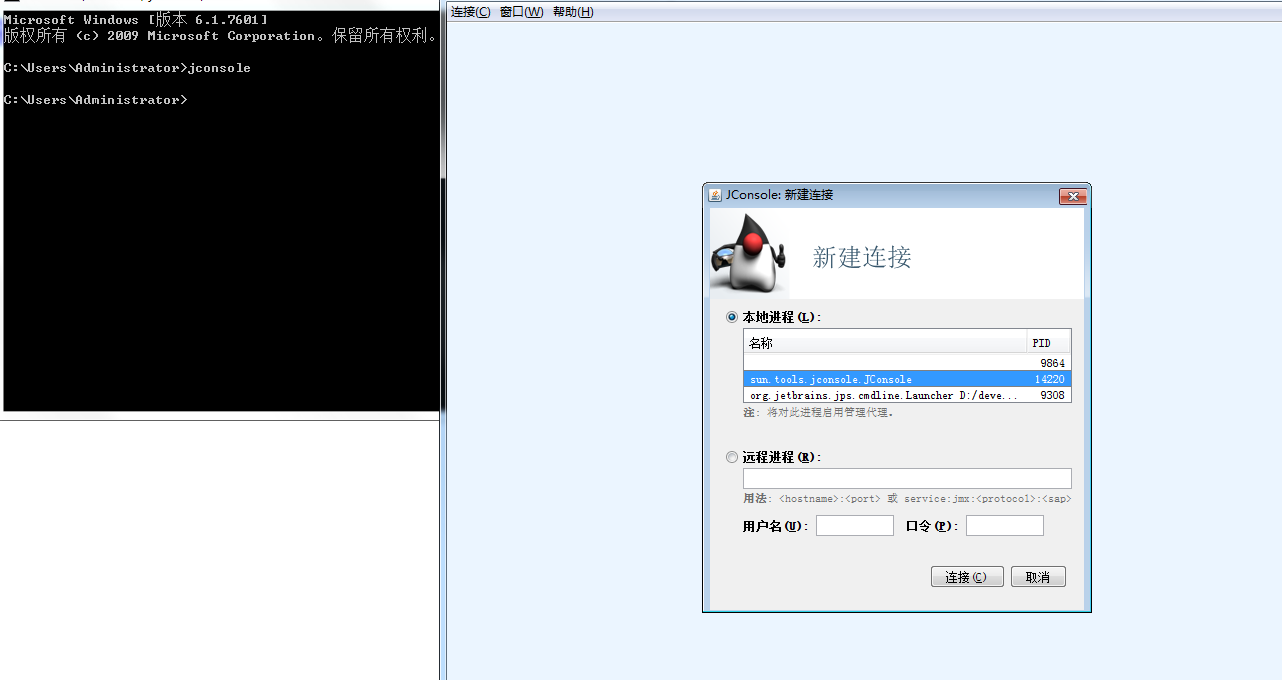 Microsoft Windows [版本 6.1.7601]
版权所有 (c) 2009 Microsoft Corporation。保留所有权利。
C:\Users\Administrator>jconsole
C:\Users\Administrator>
连接(C) 窗口(W) 帮助(H)
JConsole: 新建连接
新建连接
本地进程(L):
名称 PID
9864
sun.tools.jconsole.JConsole 14220
org.jetbrains.jps.cmdline.Launcher D:/deve... 9308
注: 将对此进程启用管理代理。
远程进程(R):
用法: <hostname>:<port> 或 service:jmx:<protocol>:<sap>
用户名(U): 口令(P):
连接(C) 取消